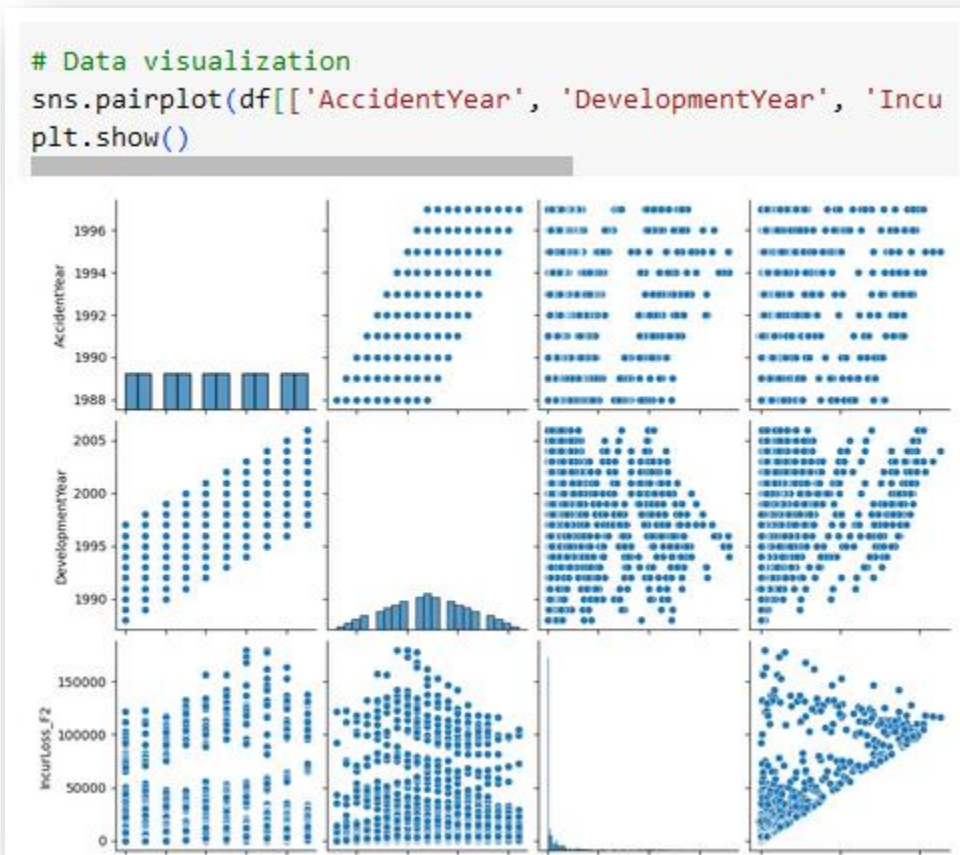 # Data visualization
sns.pairplot(df[['AccidentYear', 'DevelopmentYear', 'Incu
plt.show()
1996
1994
1992
1990
1988
AccidentYear
2005
2000
1995
1990
DevelopmentYear
150000
100000
50000
0
IncurLoss_F2